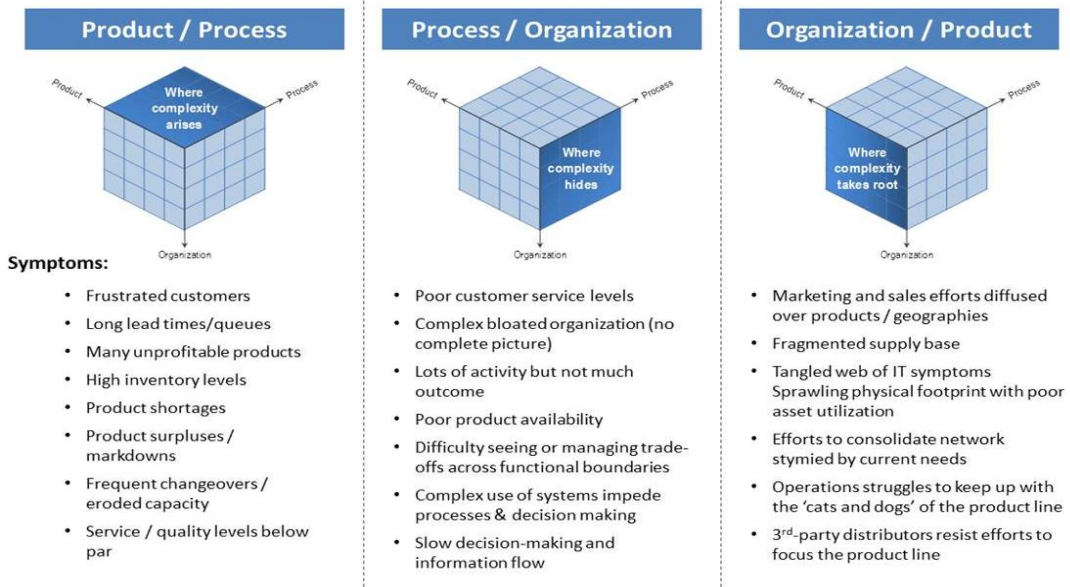 Product / Process
Product
Process
Where
complexity
arises
Organization
Symptoms:
• Frustrated customers
• Long lead times/queues
• Many unprofitable products
• High inventory levels
• Product shortages
• Product surpluses /
markdowns
• Frequent changeovers /
eroded capacity
• Service / quality levels below
par
Process / Organization
Product
Process
Where
complexity
hides
Organization
• Poor customer service levels
• Complex bloated organization (no
complete picture)
• Lots of activity but not much
outcome
• Poor product availability
• Difficulty seeing or managing trade-
offs across functional boundaries
• Complex use of systems impede
processes & decision making
• Slow decision-making and
information flow
Organization / Product
Product
Process
Where
complexity
takes root
Organization
• Marketing and sales efforts diffused
over products / geographies
• Fragmented supply base
• Tangled web of IT symptoms
Sprawling physical footprint with poor
asset utilization
• Efforts to consolidate network
stymied by current needs
• Operations struggles to keep up with
the ‘cats and dogs’ of the product line
• 3rd-party distributors resist efforts to
focus the product line